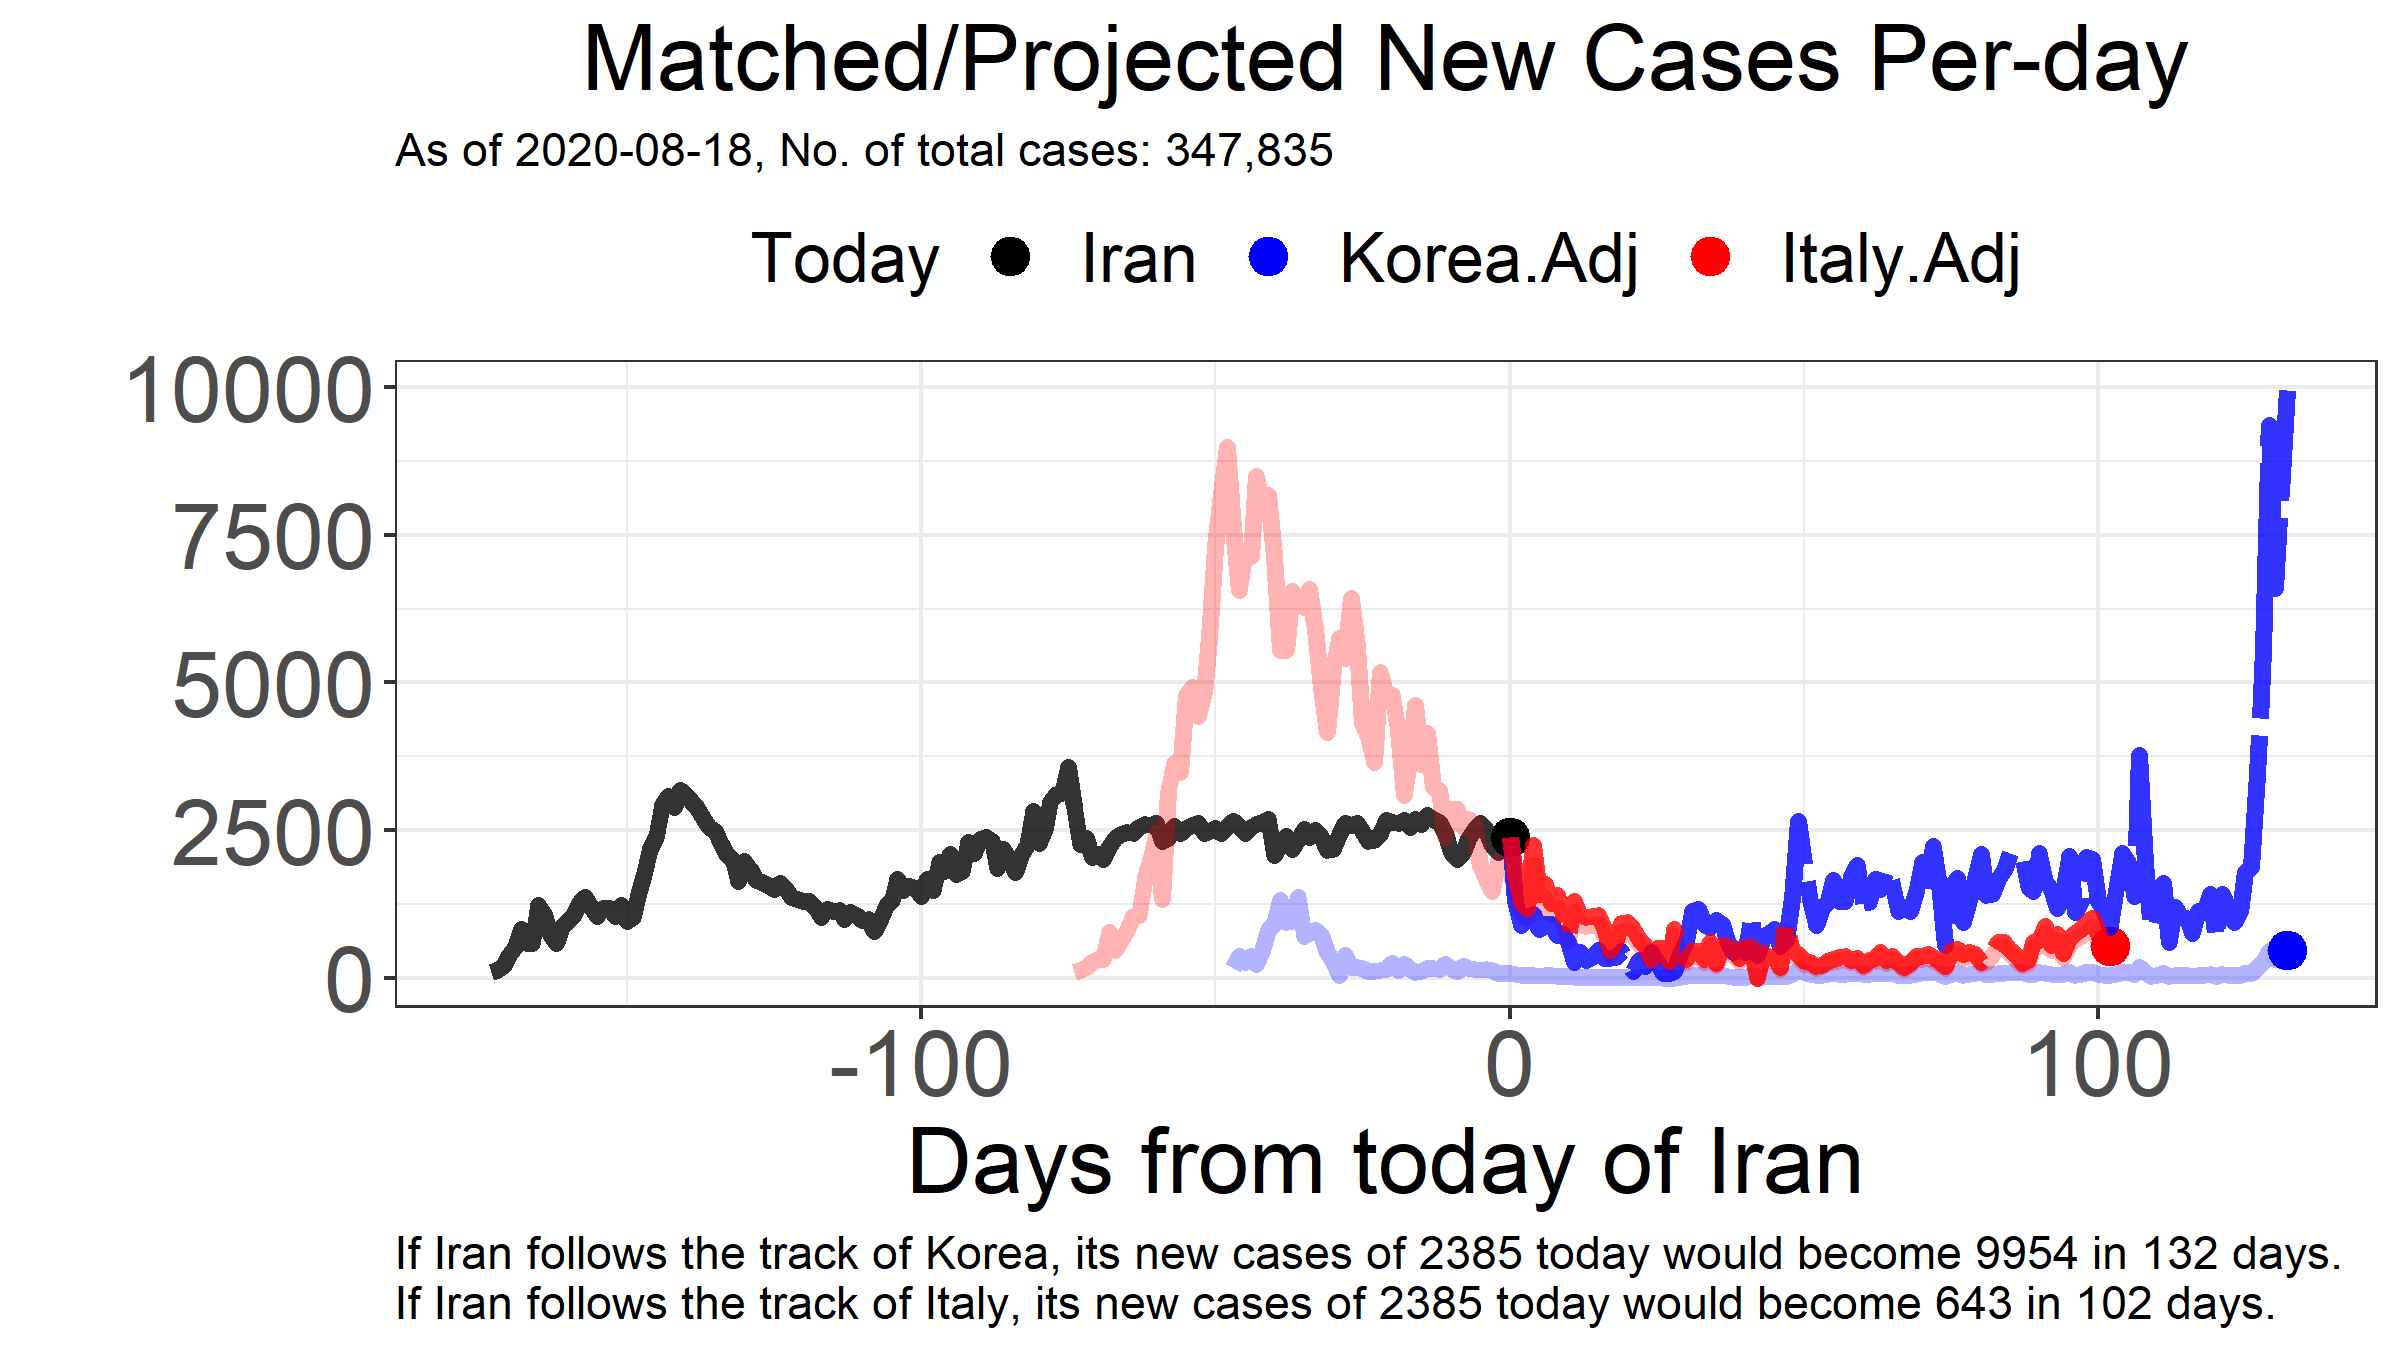 Matched/Projected New Cases Per-day
As of 2020-08-18, No. of total cases: 347,835
Today Iran Korea.Adj Italy.Adj
10000
7500
5000
2500
0
-100 0 100
Days from today of Iran
If Iran follows the track of Korea, its new cases of 2385 today would become 9954 in 132 days.
If Iran follows the track of Italy, its new cases of 2385 today would become 643 in 102 days.